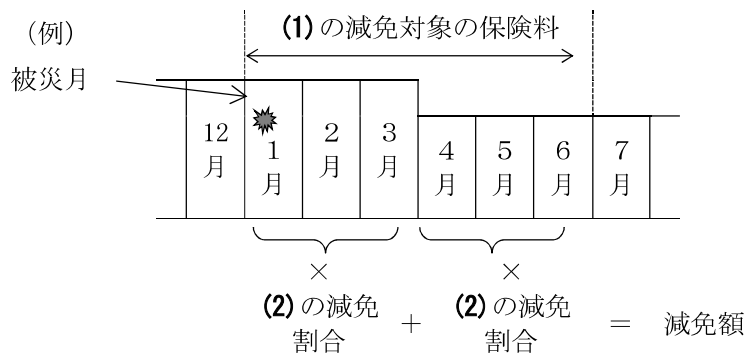 (例)
被災月
(1)の減免対象の保険料
12月
1月
2月
3月
4月
5月
6月
7月
×
×
(2)の減免割合
+
(2)の減免割合
=
減免額